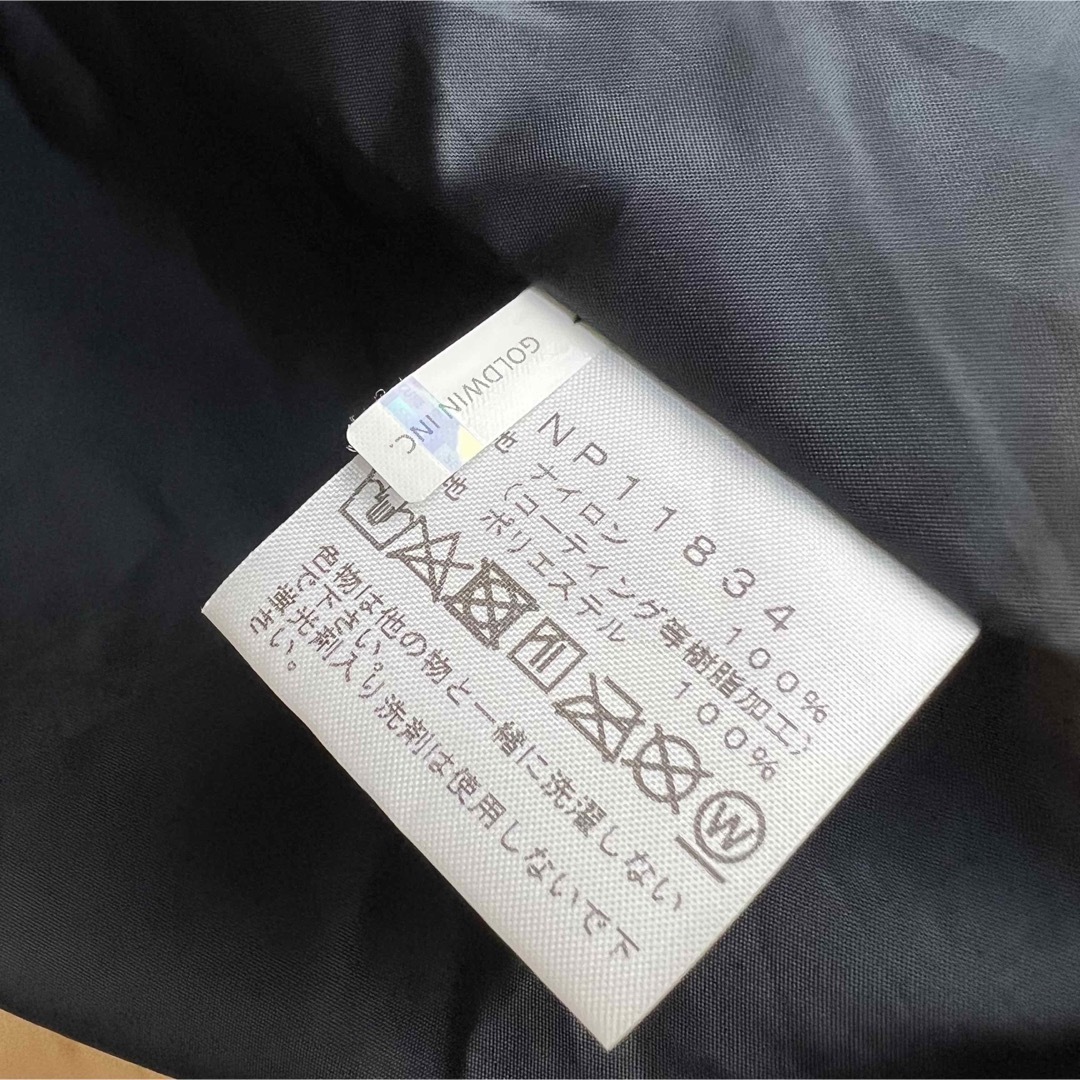 GOLDWIN INC.
NP11834
ナイロン 100%
(コーティング等樹脂加工)
地 ポリエステル 100%
W
色物は他の物と一緒に洗濯しない
で下さい。
蛍光剤入り洗剤は使用しないで下
さい。